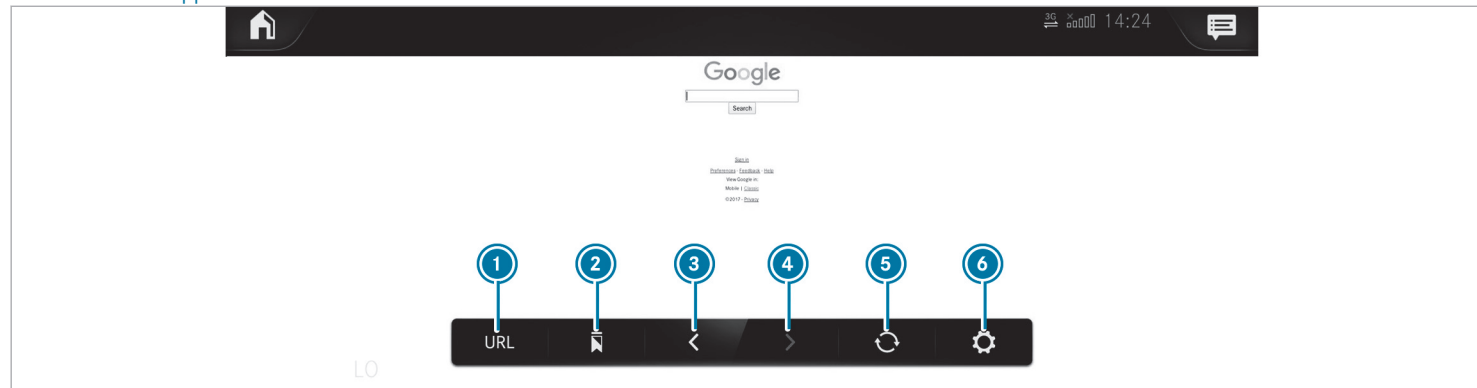 3G 14:24
Google
Search
Sign in
Preferences - Feedback - Help
View Google in:
Mobile | Classic
©2017 - Privacy
1 2 3 4 5 6
URL
LO